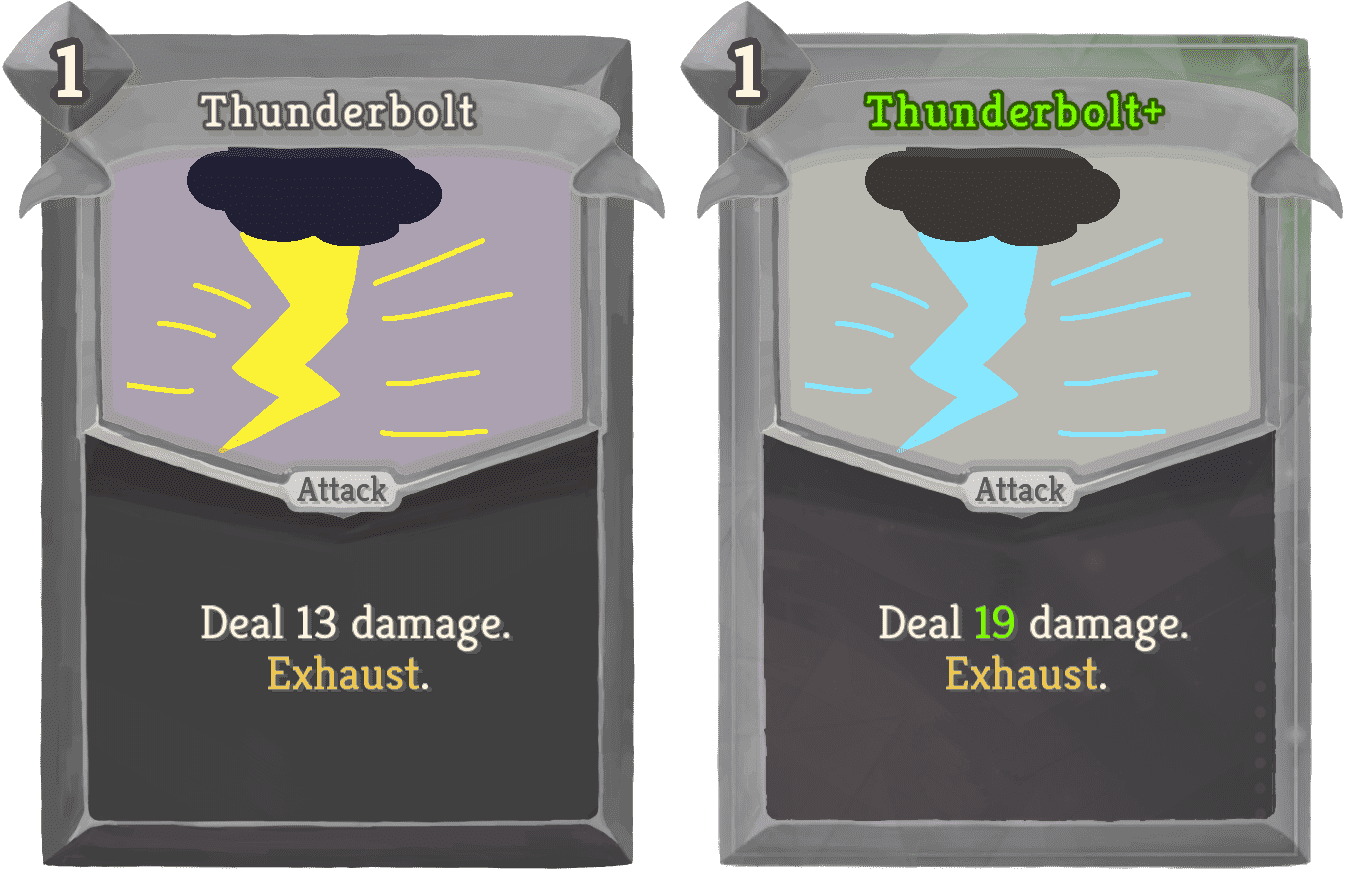 1
Thunderbolt
Attack
Deal 13 damage.
Exhaust.
1
Thunderbolt+
Attack
Deal 19 damage.
Exhaust.